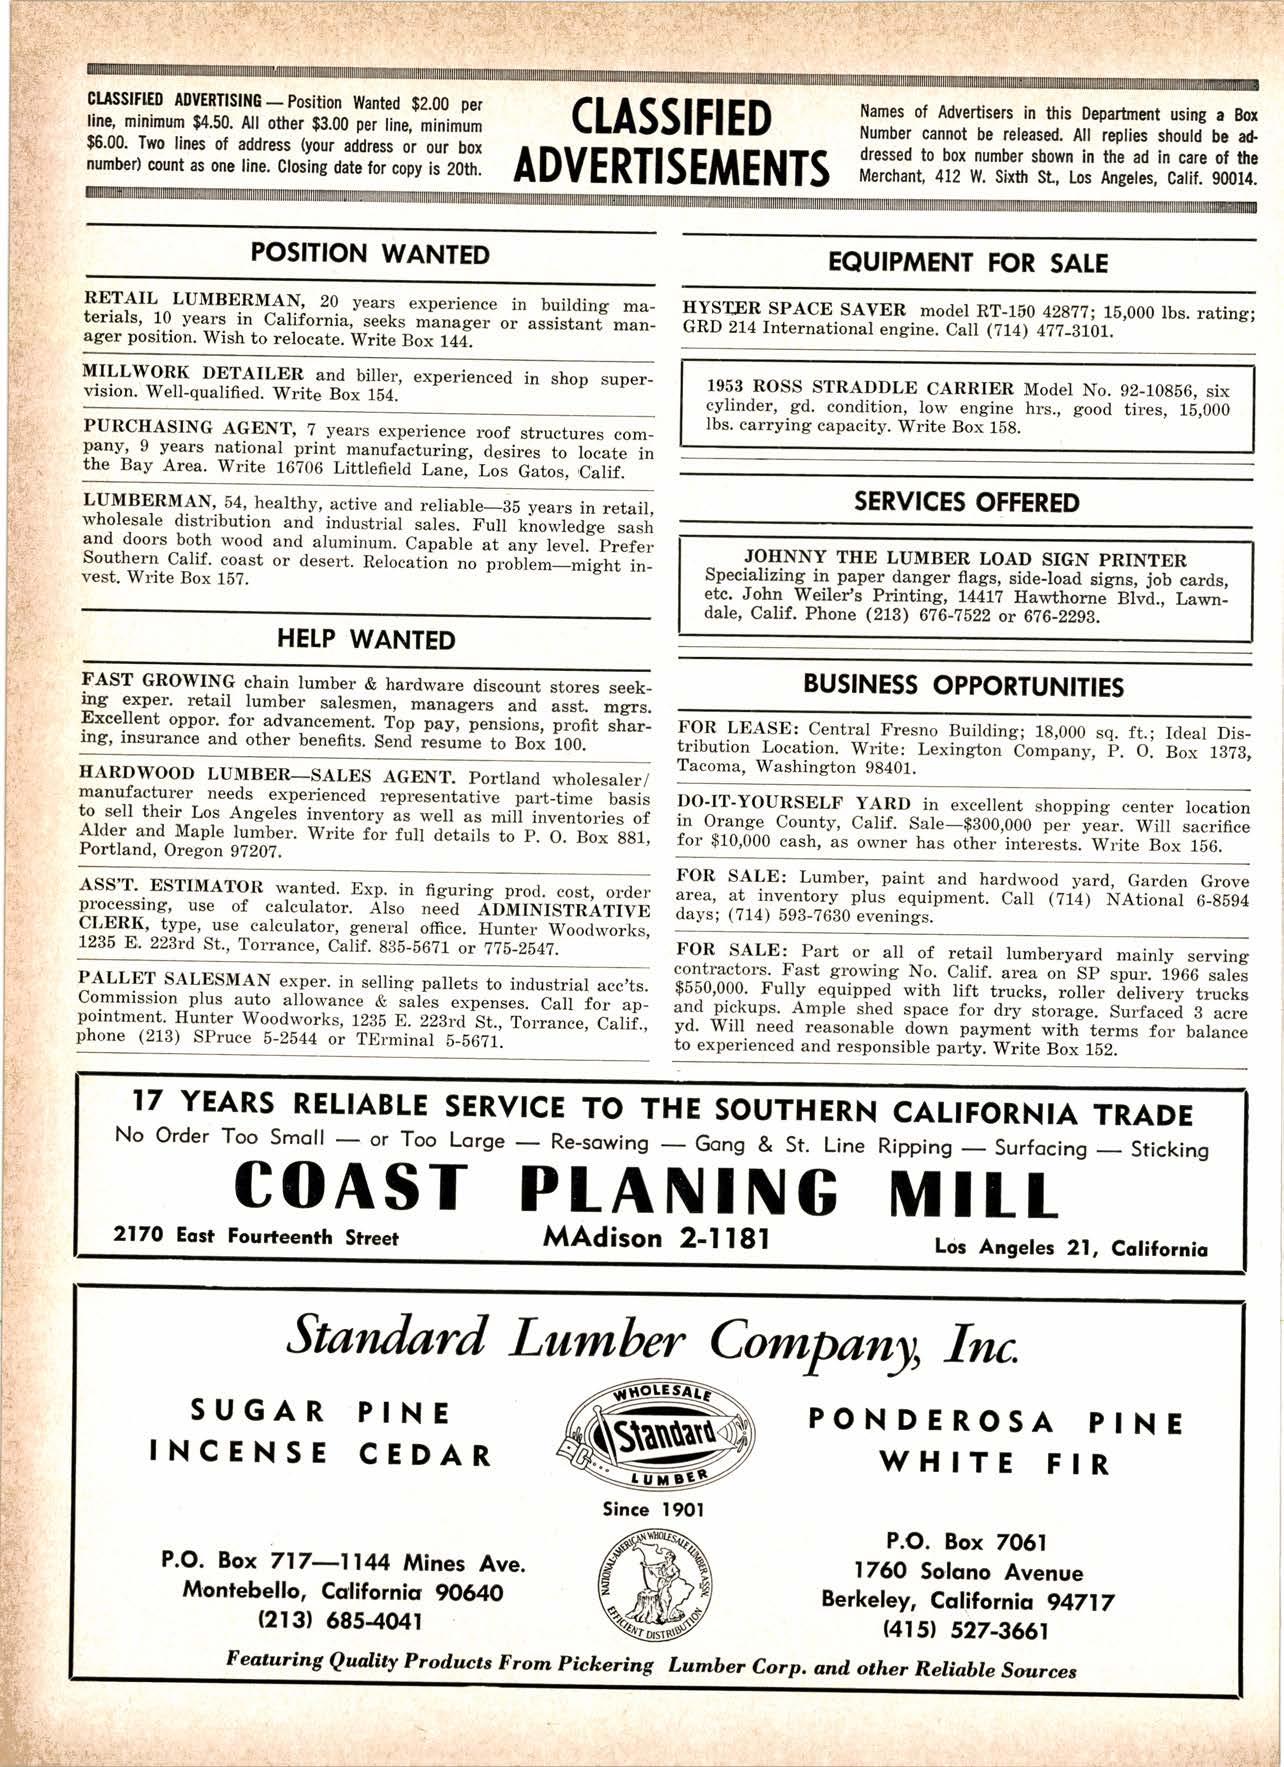 CLASSIFIED ADVERTISING — Position Wanted $2.00 per
line, minimum $4.50. All other $3.00 per line, minimum
$6.00. Two lines of address (your address or our box
number) count as one line. Closing date for copy is 20th.
CLASSIFIED
ADVERTISEMENTS
Names of Advertisers in this Department using a Box
Number cannot be released. All replies should be ad-
dressed to box number shown in the ad in care of the
Merchant, 412 W. Sixth St., Los Angeles, Calif. 90014.
POSITION WANTED
RETAIL LUMBERMAN, 20 years experience in building ma-
terials, 10 years in California, seeks manager or assistant man-
ager position. Wish to relocate. Write Box 144.
MILLWORK DETAILER and biller, experienced in shop super-
vision. Well-qualified. Write Box 154.
PURCHASING AGENT, 7 years experience roof structures com-
pany, 9 years national print manufacturing, desires to locate in
the Bay Area. Write 16706 Littlefield Lane, Los Gatos, Calif.
LUMBERMAN, 54, healthy, active and reliable—35 years in retail,
wholesale distribution and industrial sales. Full knowledge sash
and doors both wood and aluminum. Capable at any level. Prefer
Southern Calif. coast or desert. Relocation no problem—might in-
vest. Write Box 157.
HELP WANTED
FAST GROWING chain lumber & hardware discount stores seek-
ing exper. retail lumber salesmen, managers and asst. mgrs.
Excellent oppor. for advancement. Top pay, pensions, profit shar-
ing, insurance and other benefits. Send resume to Box 100.
HARDWOOD LUMBER—SALES AGENT. Portland wholesaler/
manufacturer needs experienced representative part-time basis
to sell their Los Angeles inventory as well as mill inventories of
Alder and Maple lumber. Write for full details to P. O. Box 881,
Portland, Oregon 97207.
ASS'T. ESTIMATOR wanted. Exp. in figuring prod. cost, order
processing, use of calculator. Also need ADMINISTRATIVE
CLERK, type, use calculator, general office. Hunter Woodworks,
1235 E. 223rd St., Torrance, Calif. 835-5671 or 775-2547.
PALLET SALESMAN exper. in selling pallets to industrial acc'ts.
Commission plus auto allowance & sales expenses. Call for ap-
pointment. Hunter Woodworks, 1235 E. 223rd St., Torrance, Calif.,
phone (213) SPruce 5-2544 or TErminal 5-5671.
EQUIPMENT FOR SALE
HYSTER SPACE SAVER model RT-150 42877; 15,000 lbs. rating;
GRD 214 International engine. Call (714) 477-3101.
1953 ROSS STRADDLE CARRIER Model No. 92-10856, six
cylinder, gd. condition, low engine hrs., good tires, 15,000
lbs. carrying capacity. Write Box 158.
SERVICES OFFERED
JOHNNY THE LUMBER LOAD SIGN PRINTER
Specializing in paper danger flags, side-load signs, job cards,
etc. John Weiler's Printing, 14417 Hawthorne Blvd., Lawn-
dale, Calif. Phone (213) 676-7522 or 676-2293.
BUSINESS OPPORTUNITIES
FOR LEASE: Central Fresno Building; 18,000 sq. ft.; Ideal Dis-
tribution Location. Write: Lexington Company, P. O. Box 1373,
Tacoma, Washington 98401.
DO-IT-YOURSELF YARD in excellent shopping center location
in Orange County, Calif. Sale—$300,000 per year. Will sacrifice
for $10,000 cash, as owner has other interests. Write Box 156.
FOR SALE: Lumber, paint and hardwood yard, Garden Grove
area, at inventory plus equipment. Call (714) NAtional 6-8594
days; (714) 593-7630 evenings.
FOR SALE: Part or all of retail lumberyard mainly serving
contractors. Fast growing No. Calif. area on SP spur. 1966 sales
$550,000. Fully equipped with lift trucks, roller delivery trucks
and pickups. Ample shed space for dry storage. Surfaced 3 acre
yd. Will need reasonable down payment with terms for balance
to experienced and responsible party. Write Box 152.
17 YEARS RELIABLE SERVICE TO THE SOUTHERN CALIFORNIA TRADE
No Order Too Small — or Too Large — Re-sawing — Gang & St. Line Ripping — Surfacing — Sticking
COAST PLANING MILL
2170 East Fourteenth Street MAdison 2-1181 Los Angeles 21, California
Standard Lumber Company, Inc.
SUGAR PINE
INCENSE CEDAR
WHOLESALE
Standard
LUMBER
PONDEROSA PINE
WHITE FIR
Since 1901
P.O. Box 717—1144 Mines Ave.
Montebello, California 90640
(213) 685-4041
NATIONAL-AMERICAN WHOLESALE LUMBER ASSN.
EFFICIENT DISTRIBUTION
P.O. Box 7061
1760 Solano Avenue
Berkeley, California 94717
(415) 527-3661
Featuring Quality Products From Pickering Lumber Corp. and other Reliable Sources